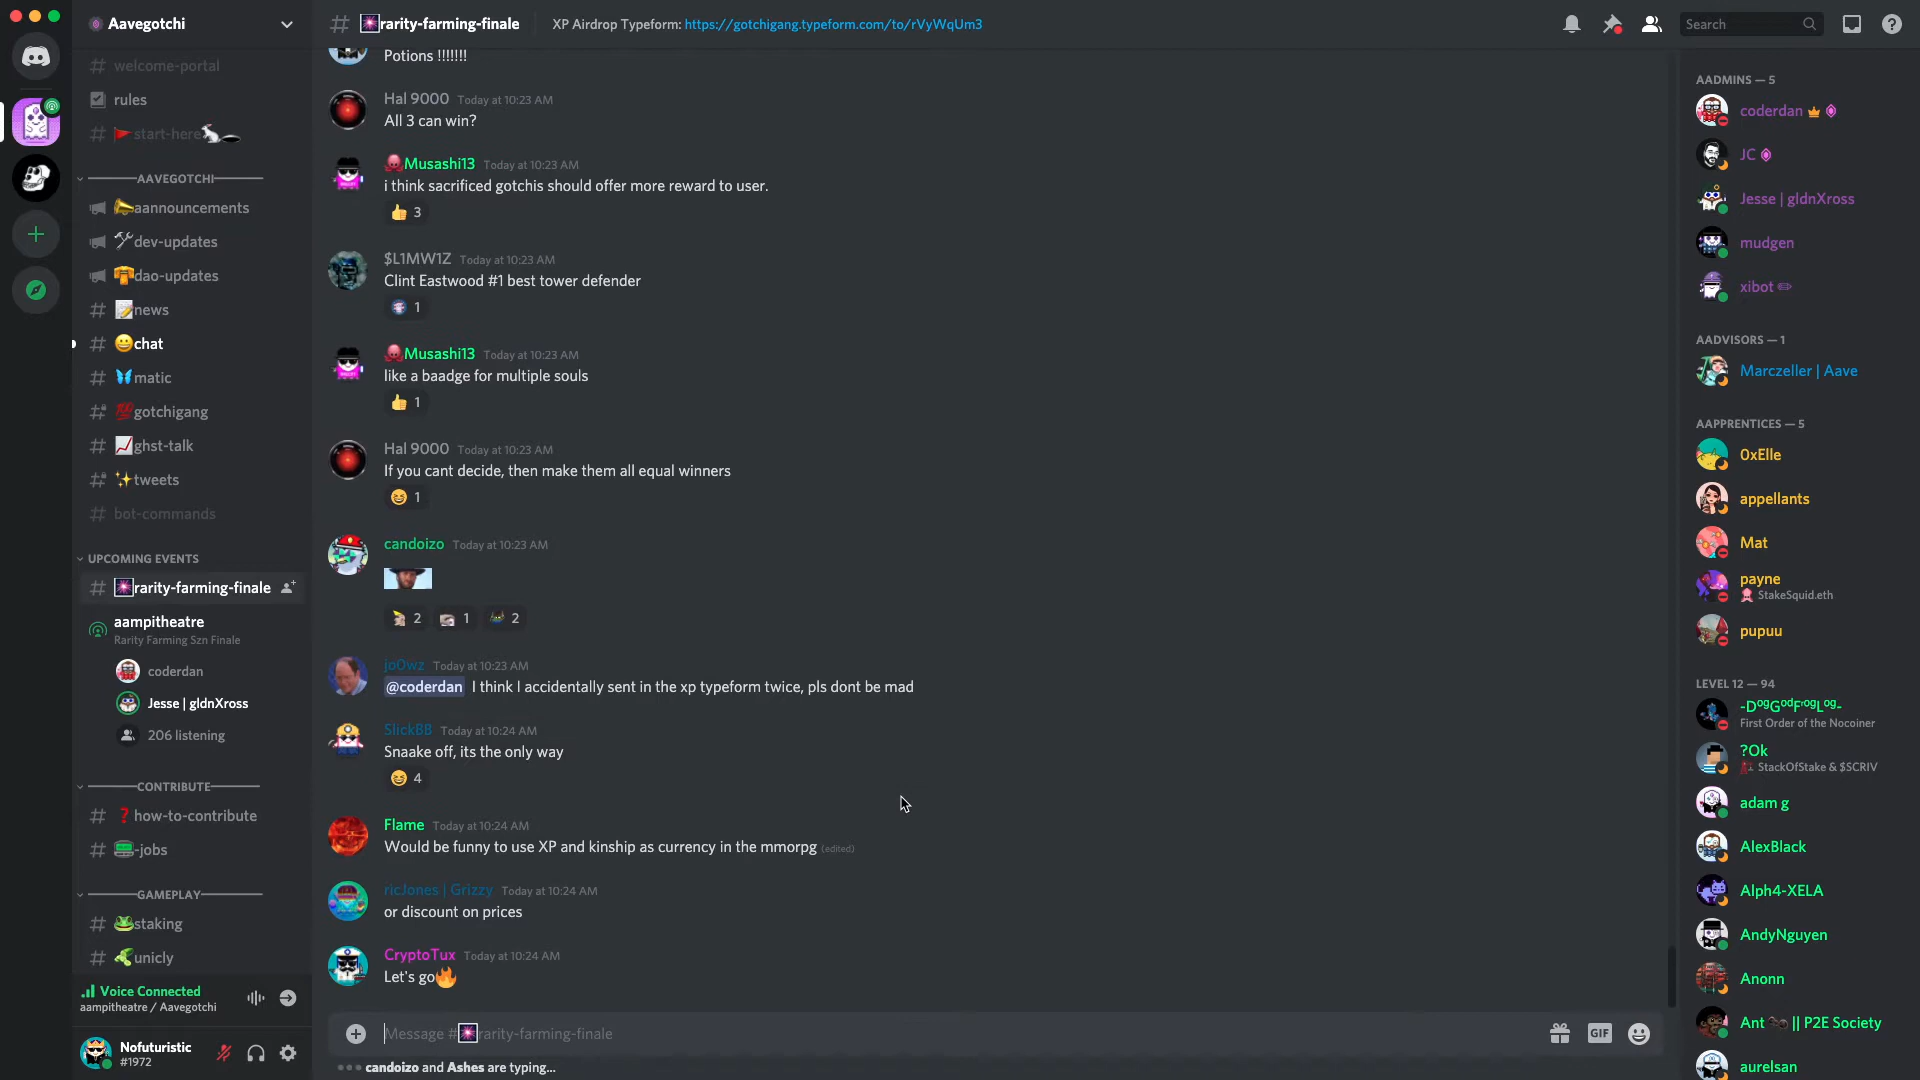 Aavegotchi
welcome-portal
rules
start-here
AAVEGOTCHI
aannouncements
dev-updates
dao-updates
news
chat
matic
gotchigang
ghst-talk
tweets
bot-commands
UPCOMING EVENTS
rarity-farming-finale
aampitheatre
Rarity Farming Szn Finale
coderdan
Jesse | gldnXross
206 listening
CONTRIBUTE
how-to-contribute
-jobs
GAMEPLAY
staking
unicly
Voice Connected
aampitheatre / Aavegotchi
Nofuturistic
#1972
rarity-farming-finale XP Airdrop Typeform: https://gotchigang.typeform.com/to/rVyWqUm3
Search
Potions !!!!!!!
Hal 9000 Today at 10:23 AM
All 3 can win?
Musashi13 Today at 10:23 AM
i think sacrificed gotchis should offer more reward to user.
3
$L1MW1Z Today at 10:23 AM
Clint Eastwood #1 best tower defender
1
Musashi13 Today at 10:23 AM
like a baadge for multiple souls
1
Hal 9000 Today at 10:23 AM
If you cant decide, then make them all equal winners
1
candoizo Today at 10:23 AM
2 1 2
jo0wz Today at 10:23 AM
@coderdan I think I accidentally sent in the xp typeform twice, pls dont be mad
SlickBB Today at 10:24 AM
Snaake off, its the only way
4
Flame Today at 10:24 AM
Would be funny to use XP and kinship as currency in the mmorpg (edited)
ricJones | Grizzy Today at 10:24 AM
or discount on prices
CryptoTux Today at 10:24 AM
Let's go
Message # rarity-farming-finale
GIF
candoizo and Ashes are typing...
AADMINS — 5
coderdan
JC
Jesse | gldnXross
mudgen
xibot
AADVISORS — 1
Marczeller | Aave
AAPRENTICES — 5
0xElle
appellants
Mat
payne
StakeSquid.eth
pupuu
LEVEL 12 — 94
-DᵒᵍGᵒᵈFʳᵒᵍLᵒᵍ-
First Order of the Nocoiner
?Ok
StackOfStake & $SCRIV
adam g
AlexBlack
Alph4-XELA
AndyNguyen
Anonn
Ant || P2E Society
aurelsan